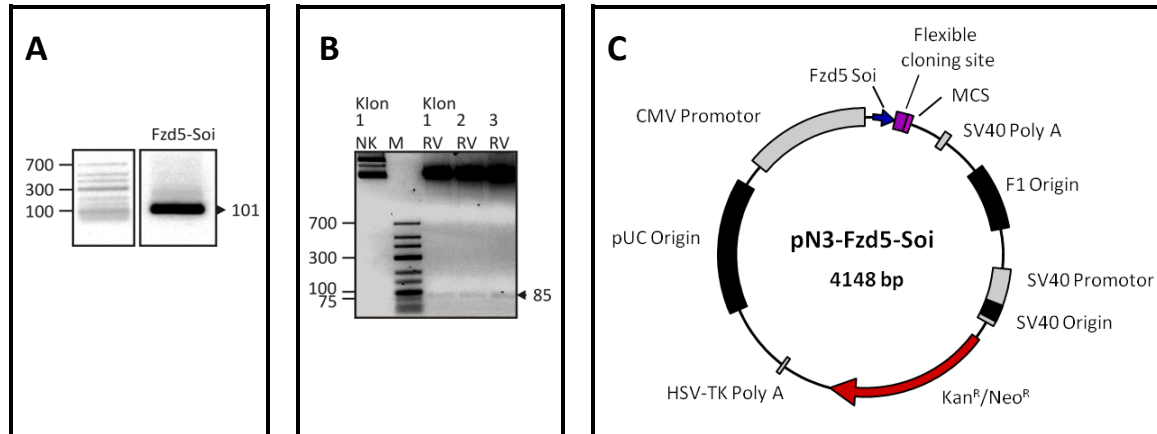 A
Fzd5-Soi
700
300
100
101
B
Klon Klon
1 1 2 3
NK M RV RV RV
700
300
100
75
85
C
Flexible
cloning site
Fzd5 Soi
MCS
CMV Promotor
SV40 Poly A
F1 Origin
pUC Origin
pN3-Fzd5-Soi
4148 bp
SV40 Promotor
SV40 Origin
HSV-TK Poly A
Kanᴿ/Neoᴿ